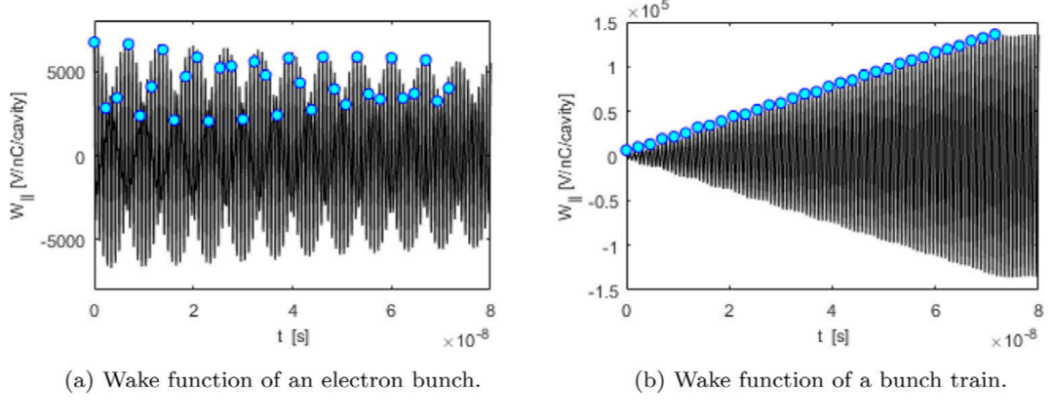 5000
0
-5000
W|| [V/nC/cavity]
0 2 4 6 8
t [s]
×10⁻⁸
(a) Wake function of an electron bunch.
×10⁵
1.5
1
0.5
0
-0.5
-1
-1.5
W|| [V/nC/cavity]
0 2 4 6 8
t [s]
×10⁻⁸
(b) Wake function of a bunch train.